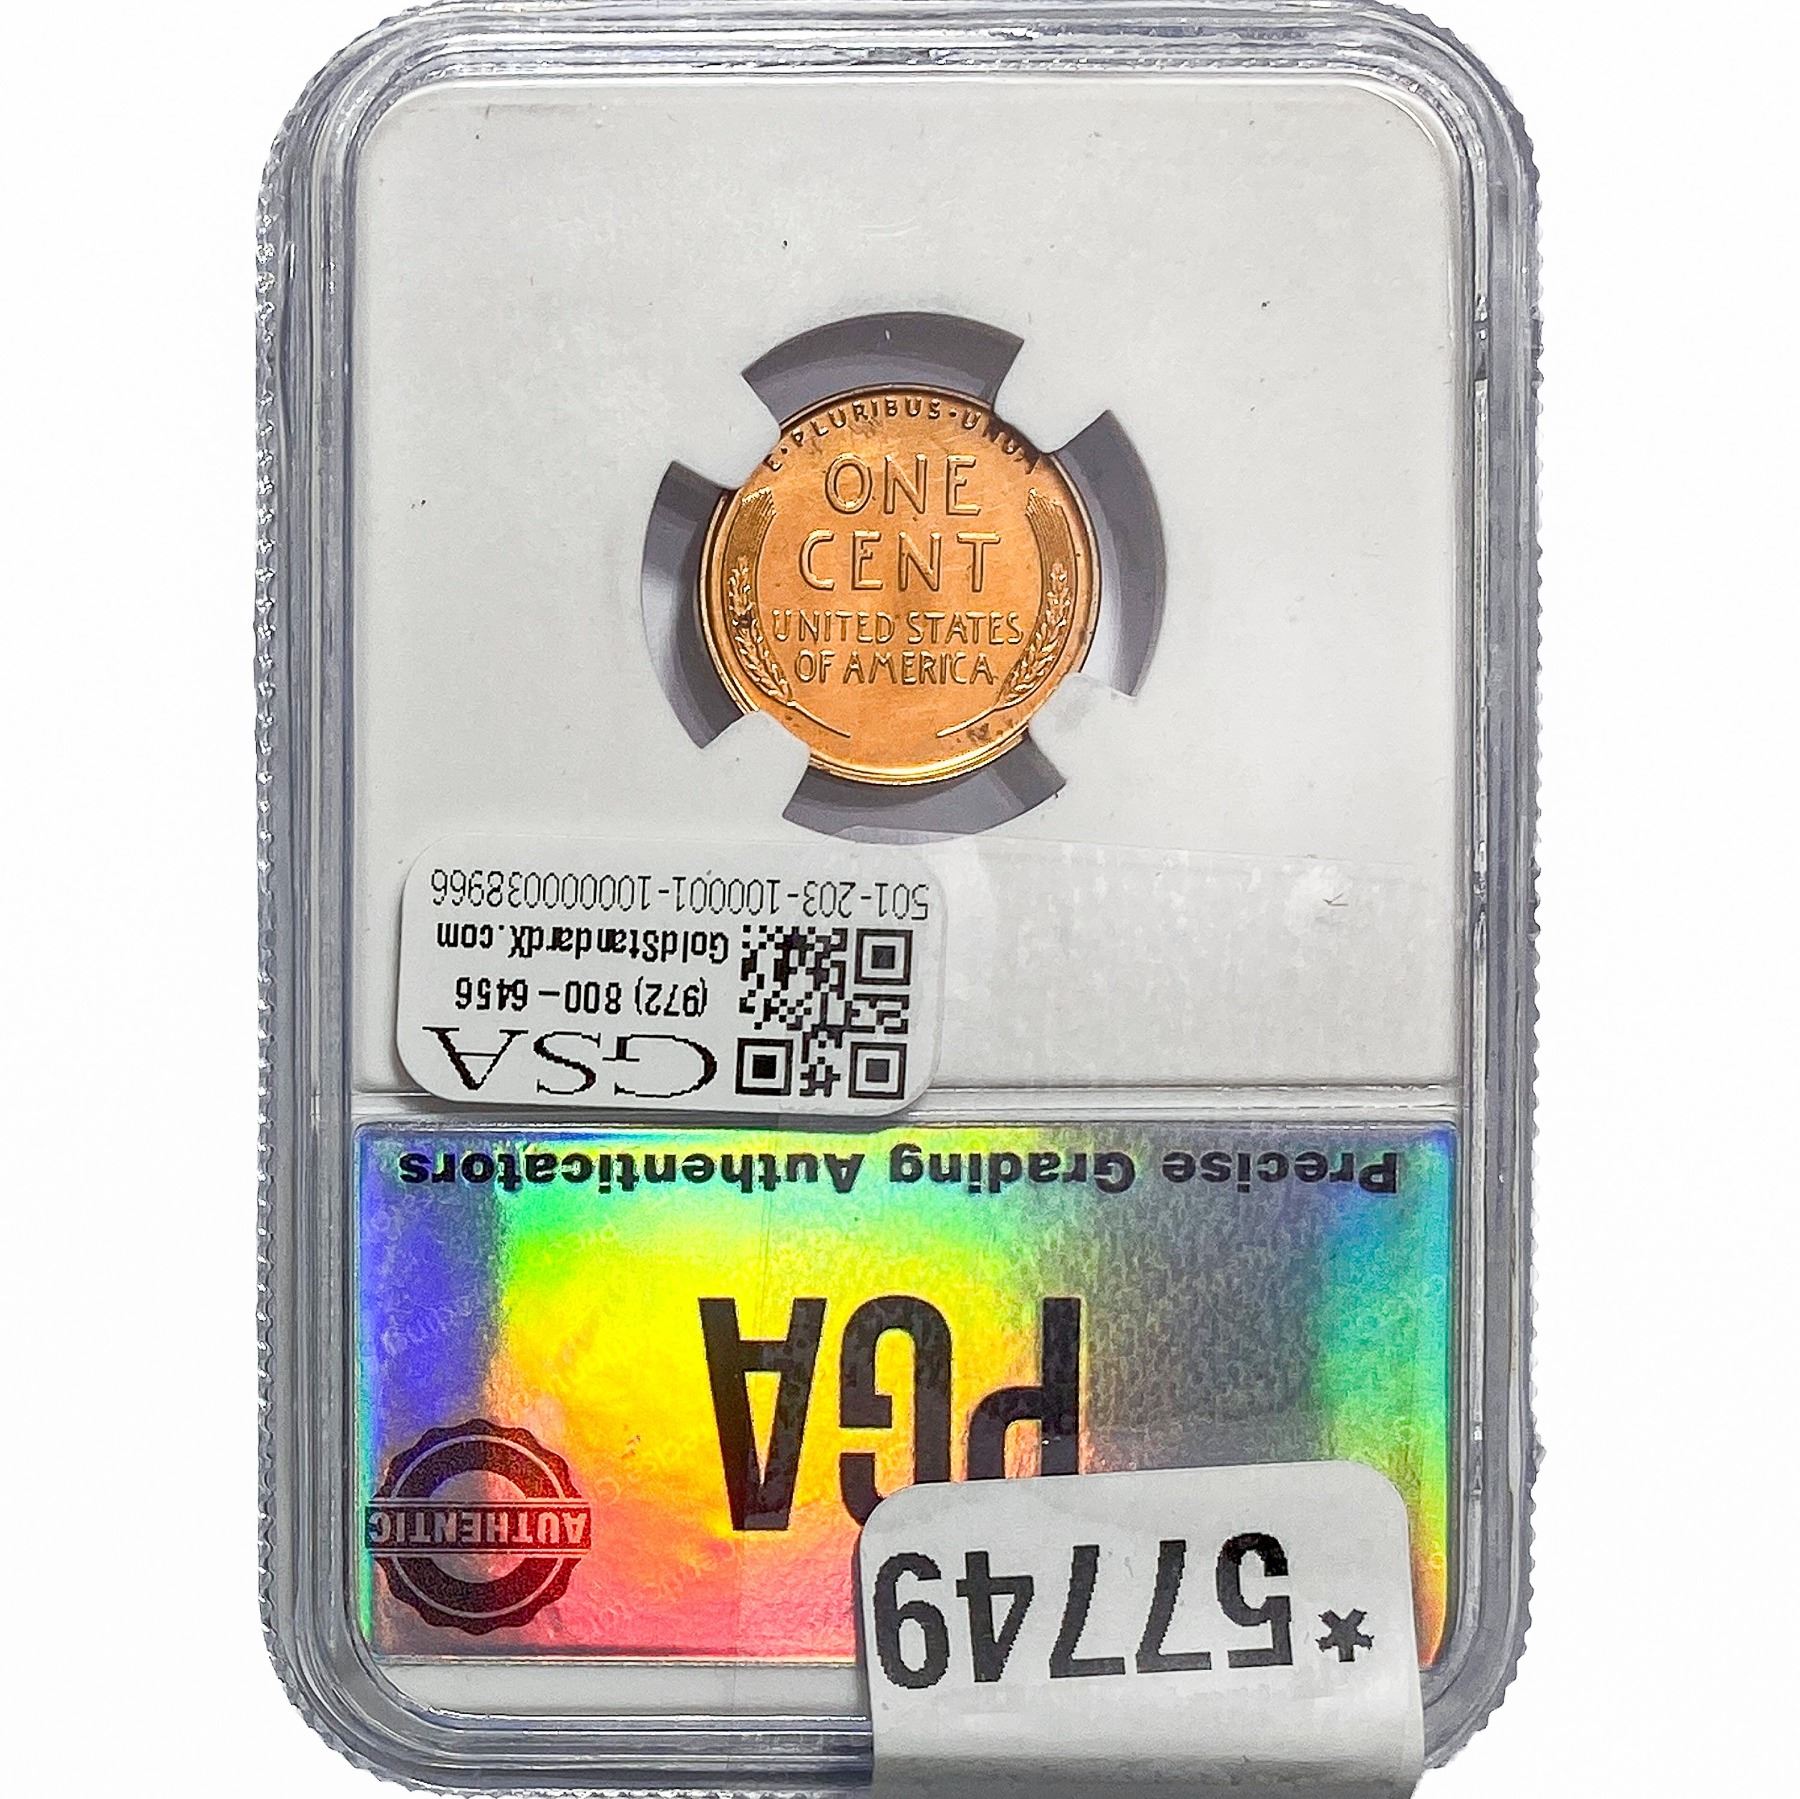 E·PLURIBUS·UNUM
ONE
CENT
UNITED STATES
OF AMERICA
*57749
PGA
AUTHENTIC
Precise Grading Authenticators
GSA
(972) 800-6456
GoldStandardX.com
501-203-100001-10000038966